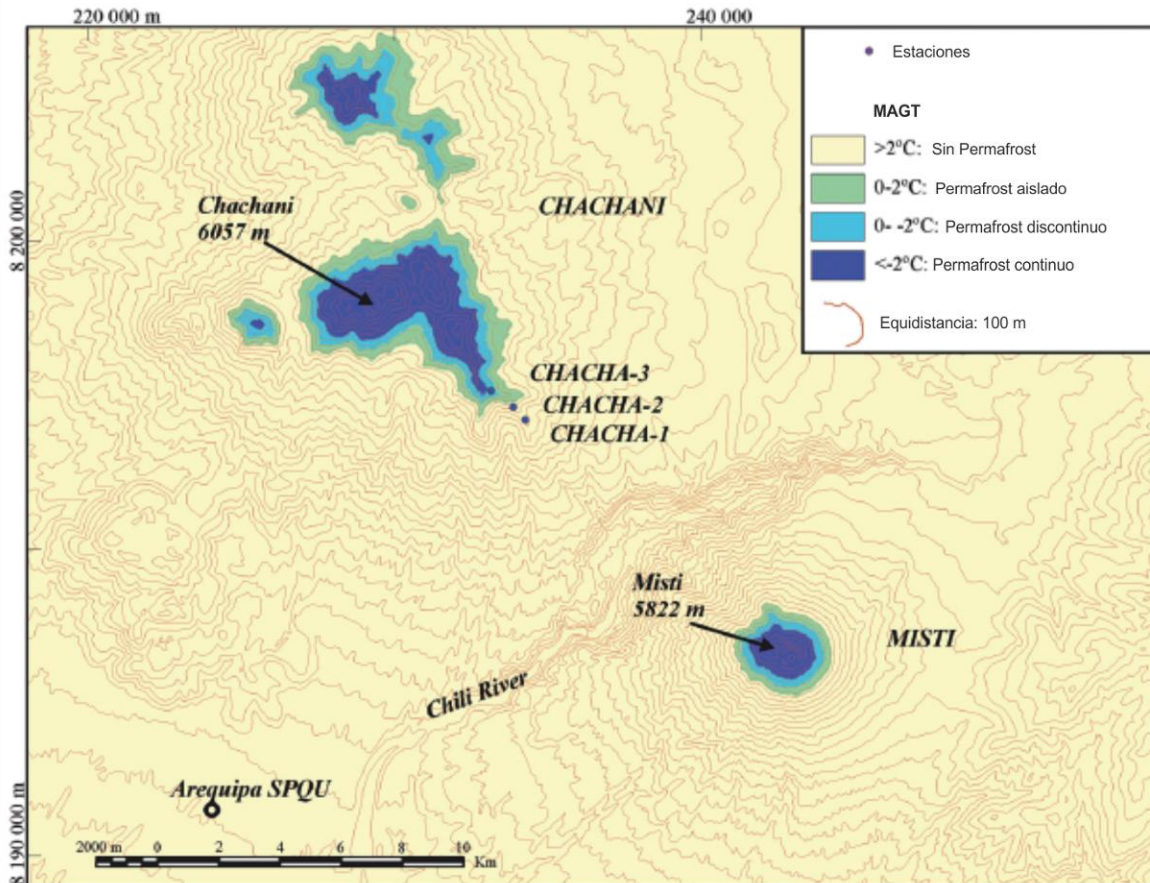 220 000 m
240 000
8 200 000
8 190 000 m
Estaciones
MAGT
>2°C: Sin Permafrost
0-2°C: Permafrost aislado
0- -2°C: Permafrost discontinuo
<-2°C: Permafrost continuo
Equidistancia: 100 m
Chachani
6057 m
CHACHANI
CHACHA-3
CHACHA-2
CHACHA-1
Misti
5822 m
MISTI
Chili River
Arequipa SPQU
2000 m 0 2 4 6 8 10
Km